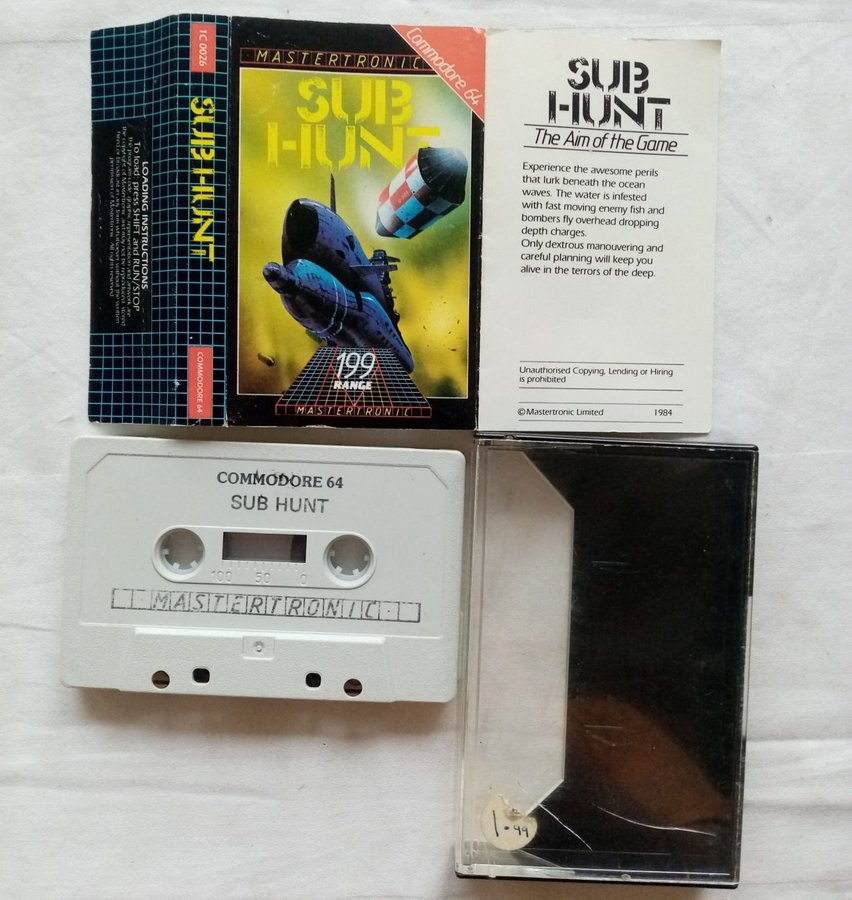 1C 0026
SUB HUNT
COMMODORE 64
LOADING INSTRUCTIONS
To load : press SHIFT and RUN/STOP
MASTERTRONIC
Commodore 64
SUB
HUNT
199
RANGE
MASTERTRONIC
SUB
HUNT
The Aim of the Game
Experience the awesome perils
that lurk beneath the ocean
waves. The water is infested
with fast moving enemy fish and
bombers fly overhead dropping
depth charges.
Only dextrous manouvering and
careful planning will keep you
alive in the terrors of the deep.
Unauthorised Copying, Lending or Hiring
is prohibited
©Mastertronic Limited 1984
COMMODORE 64
SUB HUNT
100 50 0
MASTERTRONIC
1.99